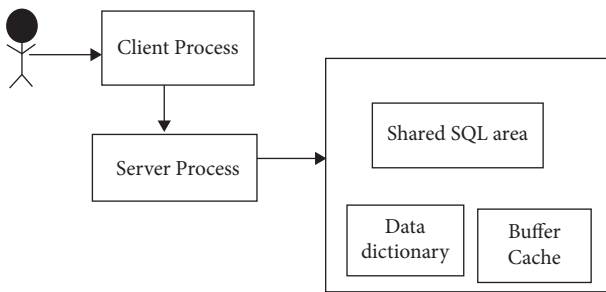 Client Process
Server Process
Shared SQL area
Data
dictionary
Buffer
Cache